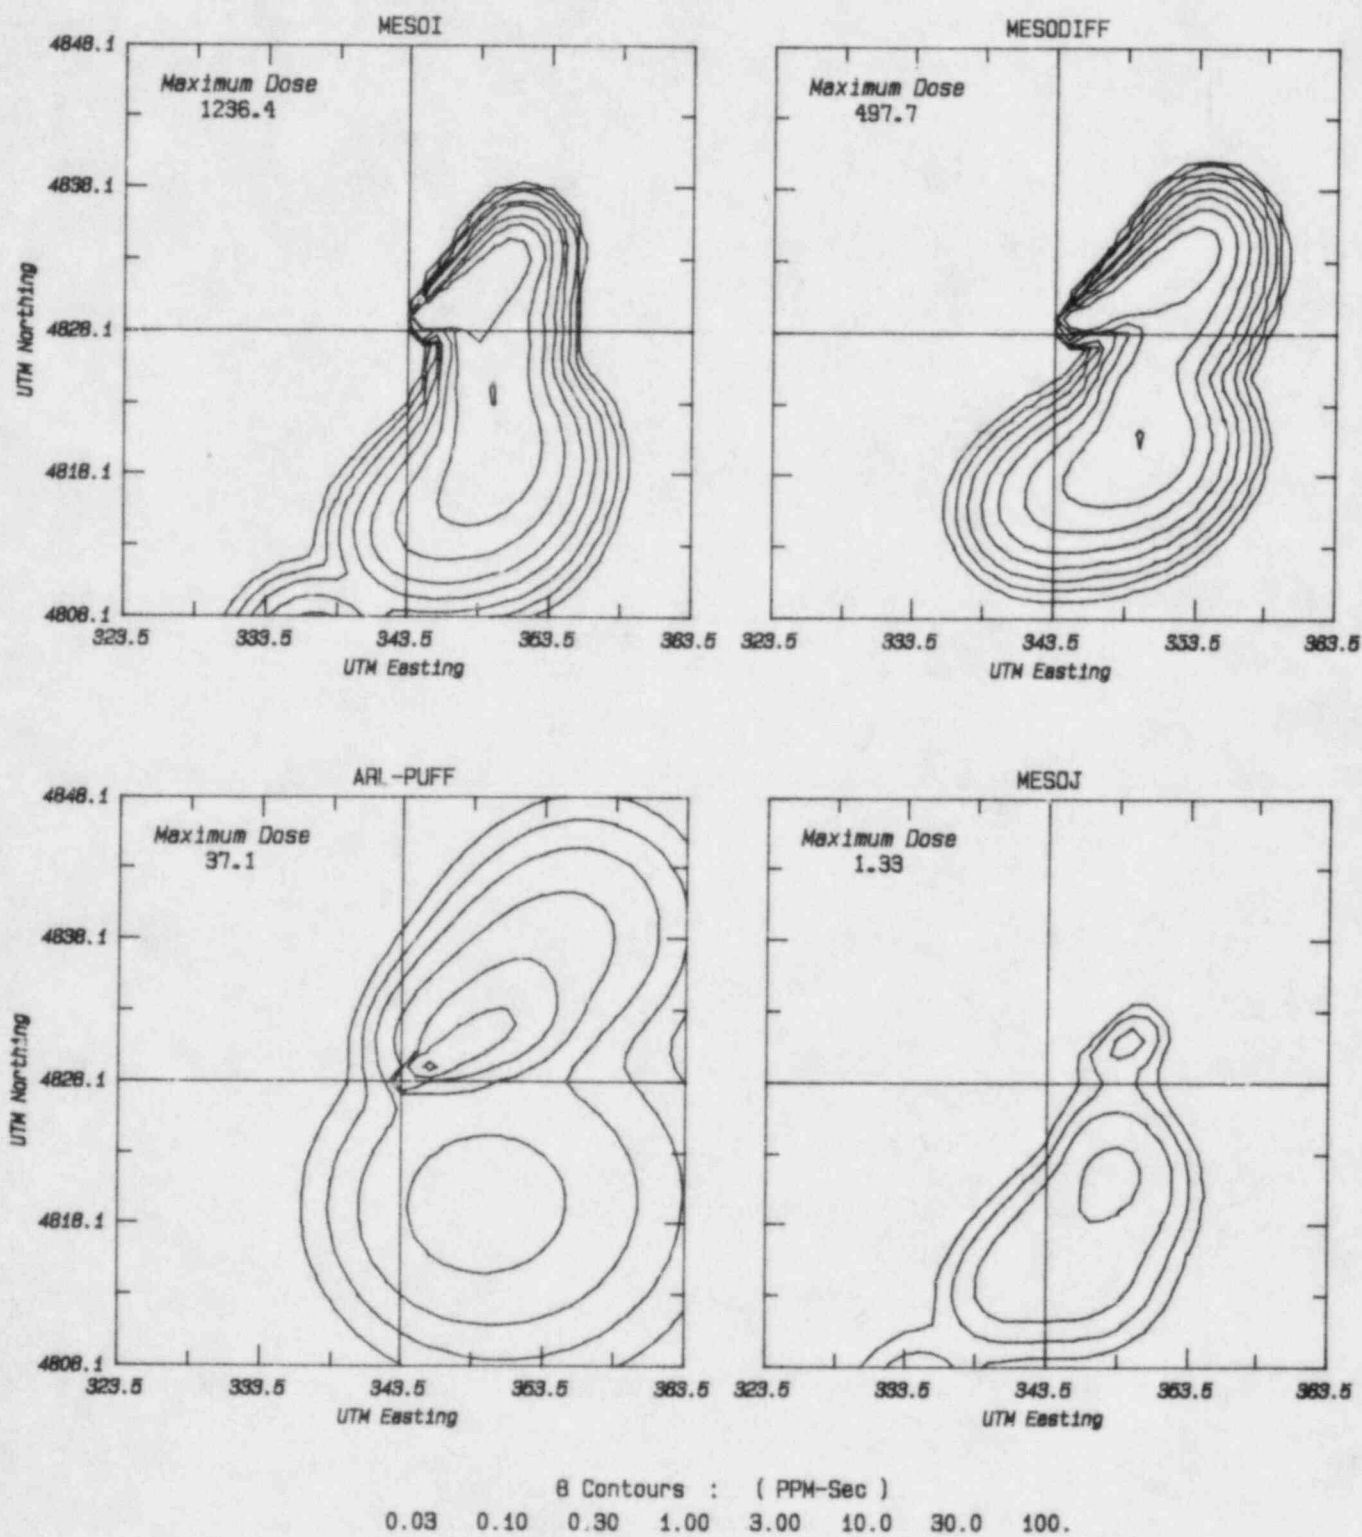 MESOI
MESODIFF
Maximum Dose
1236.4
Maximum Dose
497.7
4848.1
4838.1
4828.1
4818.1
4808.1
UTM Northing
323.5 333.5 343.5 353.5 363.5
UTM Easting
323.5 333.5 343.5 353.5 363.5
UTM Easting
ARL-PUFF
MESOJ
Maximum Dose
37.1
Maximum Dose
1.33
4848.1
4838.1
4828.1
4818.1
4808.1
UTM Northing
323.5 333.5 343.5 353.5 363.5
UTM Easting
323.5 333.5 343.5 353.5 363.5
UTM Easting
8 Contours : ( PPM-Sec )
0.03 0.10 0.30 1.00 3.00 10.0 30.0 100.